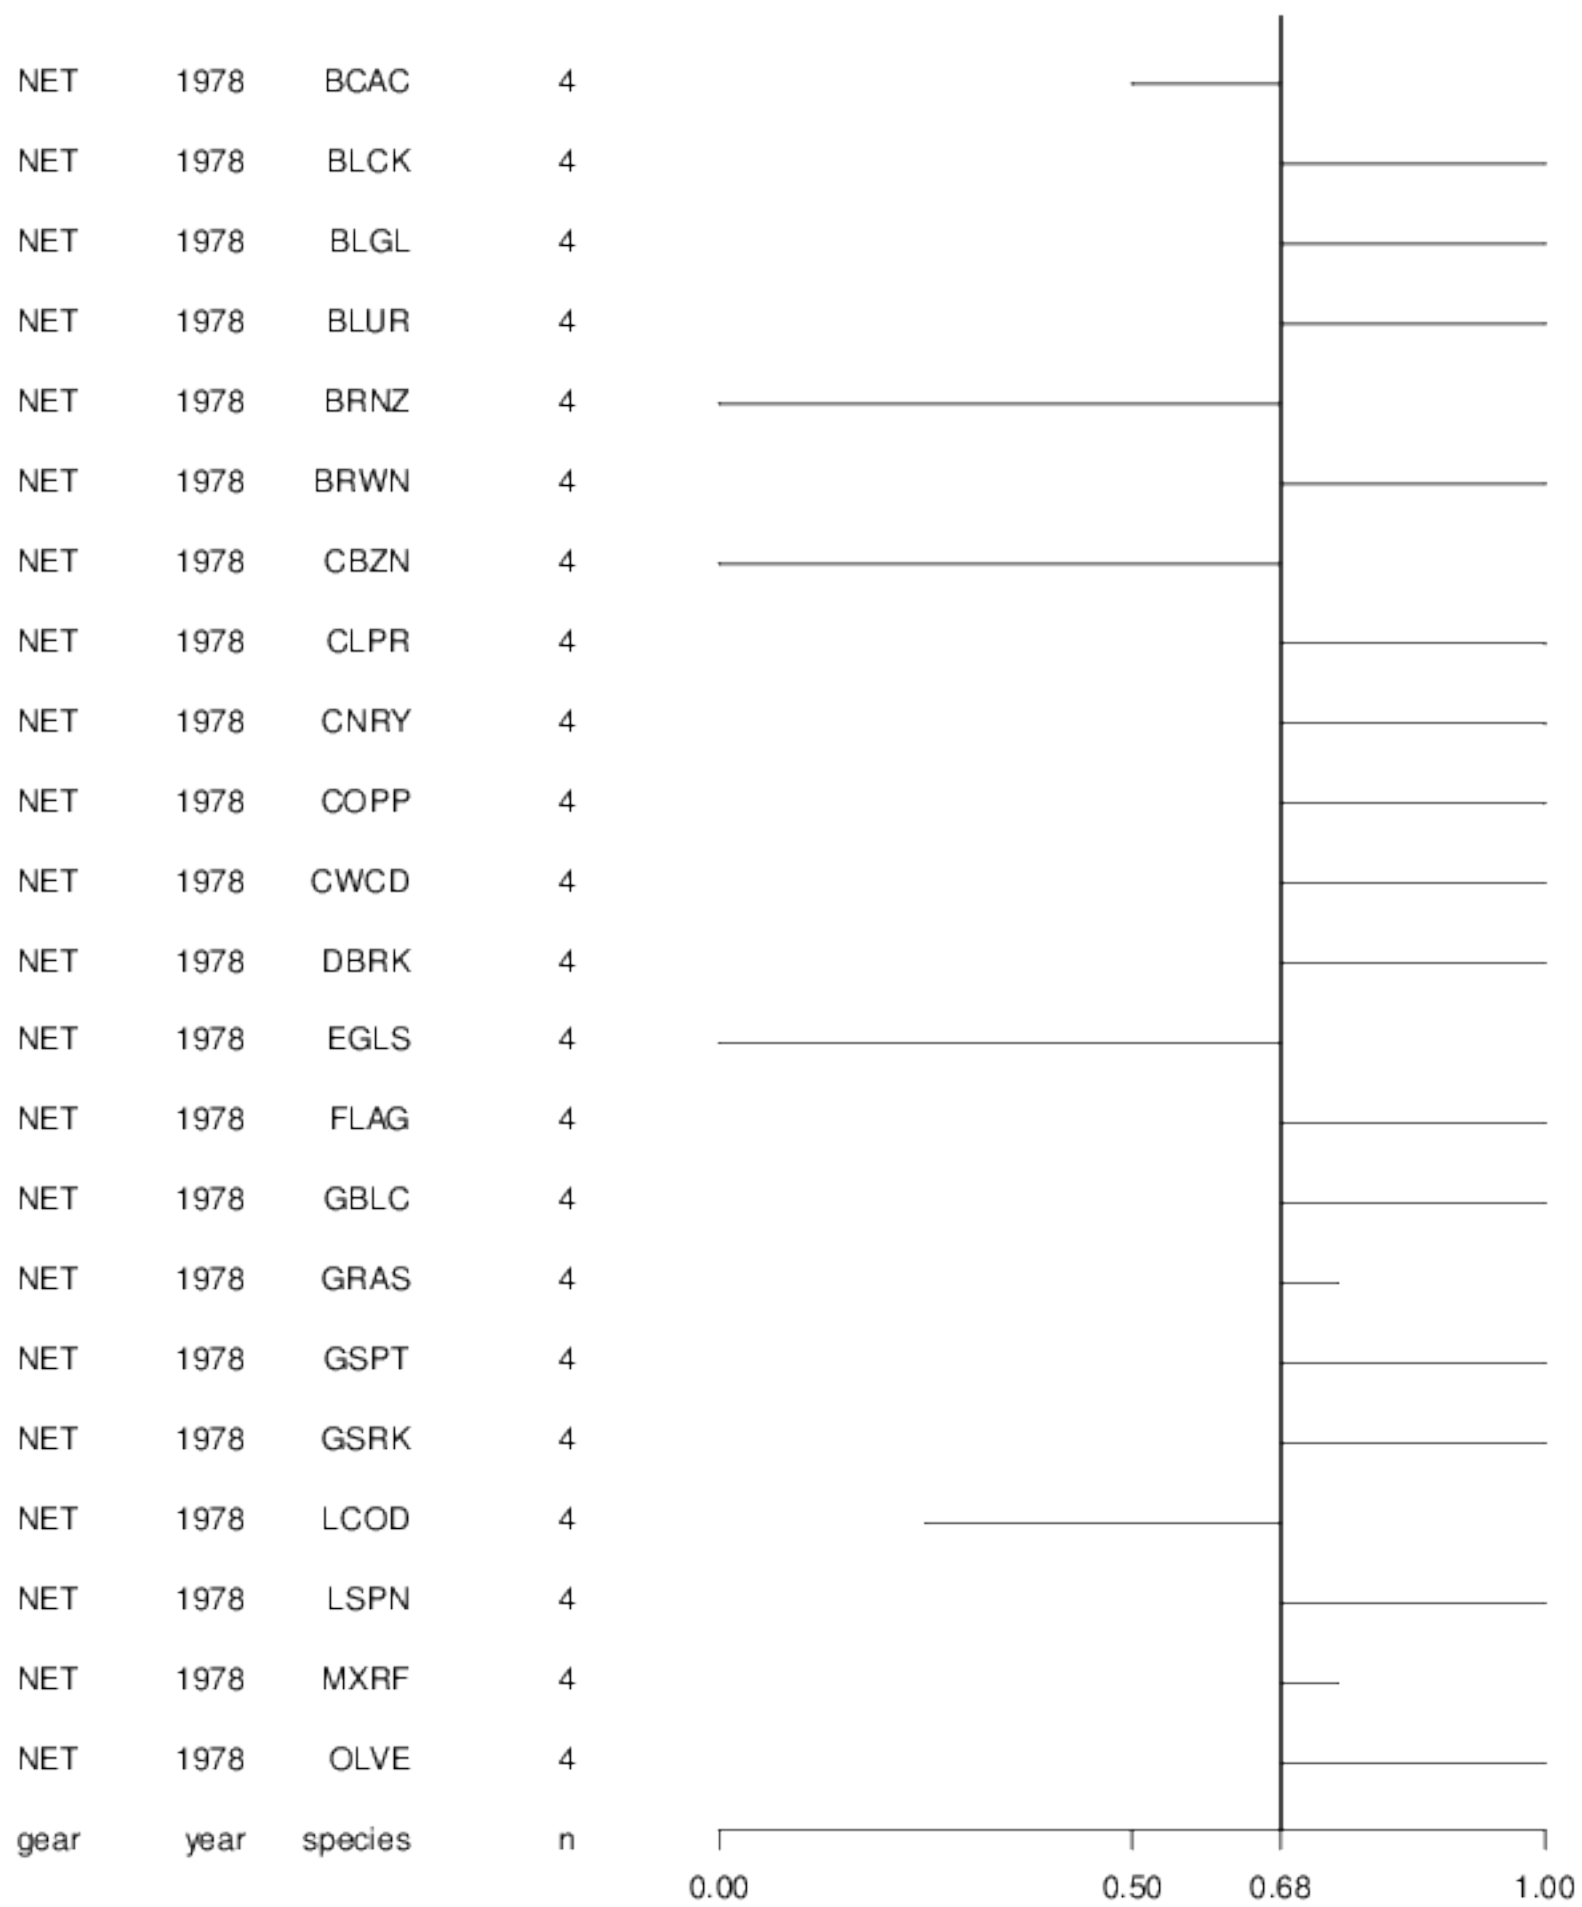 NET 1978 BCAC 4
NET 1978 BLCK 4
NET 1978 BLGL 4
NET 1978 BLUR 4
NET 1978 BRNZ 4
NET 1978 BRWN 4
NET 1978 CBZN 4
NET 1978 CLPR 4
NET 1978 CNRY 4
NET 1978 COPP 4
NET 1978 CWCD 4
NET 1978 DBRK 4
NET 1978 EGLS 4
NET 1978 FLAG 4
NET 1978 GBLC 4
NET 1978 GRAS 4
NET 1978 GSPT 4
NET 1978 GSRK 4
NET 1978 LCOD 4
NET 1978 LSPN 4
NET 1978 MXRF 4
NET 1978 OLVE 4
gear year species n
0.00 0.50 0.68 1.00